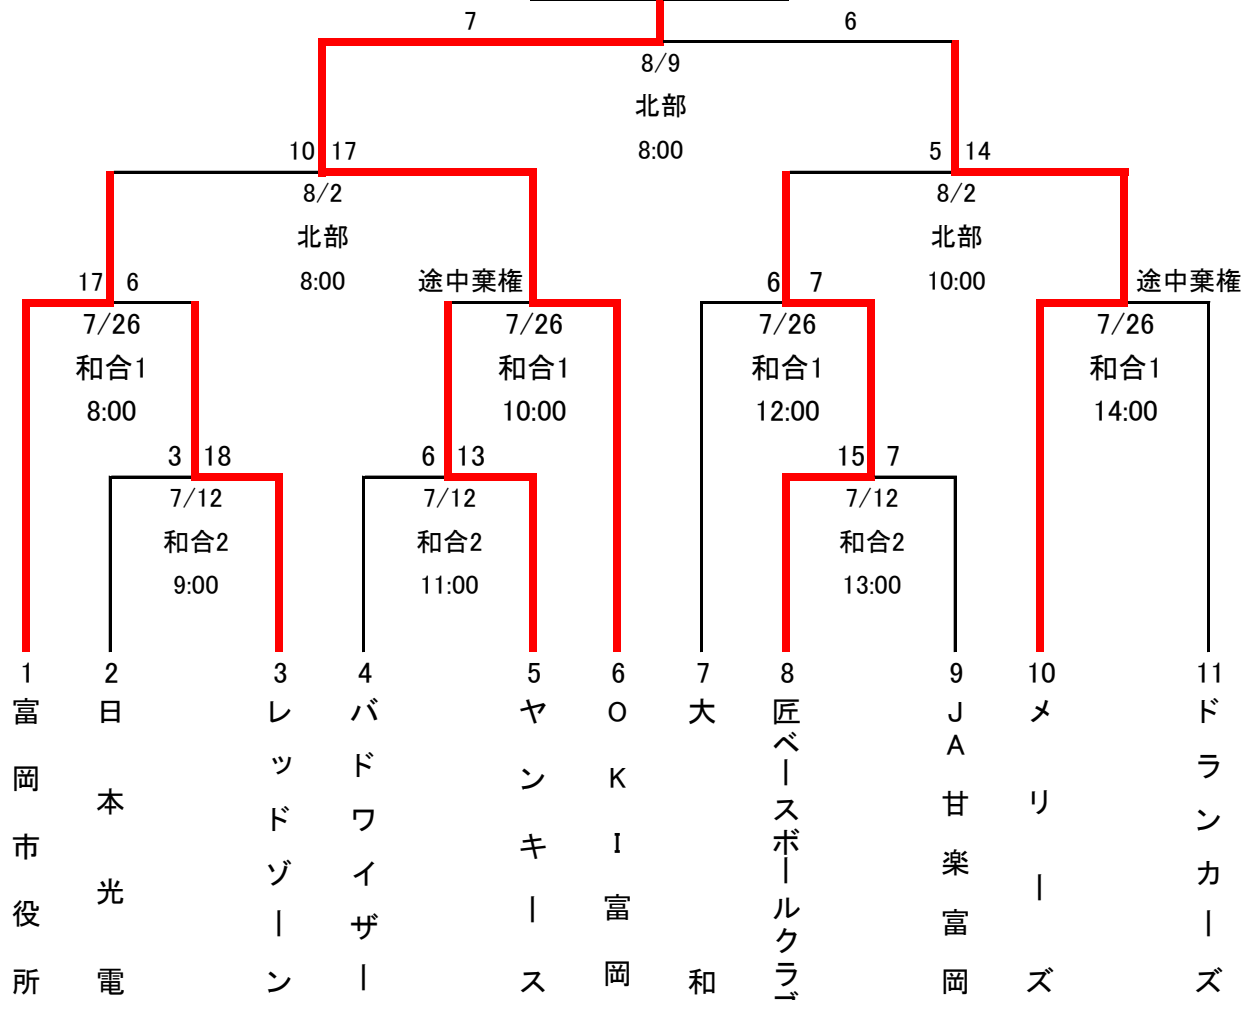 7 6
8/9
北部
8:00
10 17
5 14
8/2
北部
8:00
8/2
北部
10:00
17 6
途中棄権
6 7
途中棄権
7/26
和合1
8:00
7/26
和合1
10:00
7/26
和合1
12:00
7/26
和合1
14:00
3 18
6 13
15 7
7/12
和合2
9:00
7/12
和合2
11:00
7/12
和合2
13:00
1
富岡市役所
2
日本光電
3
レッドゾーン
4
バドワイザー
5
ヤンキース
6
OKI富岡
7
大和
8
匠ベースボールクラブ
9
JA甘楽富岡
10
メリーズ
11
ドランカーズ